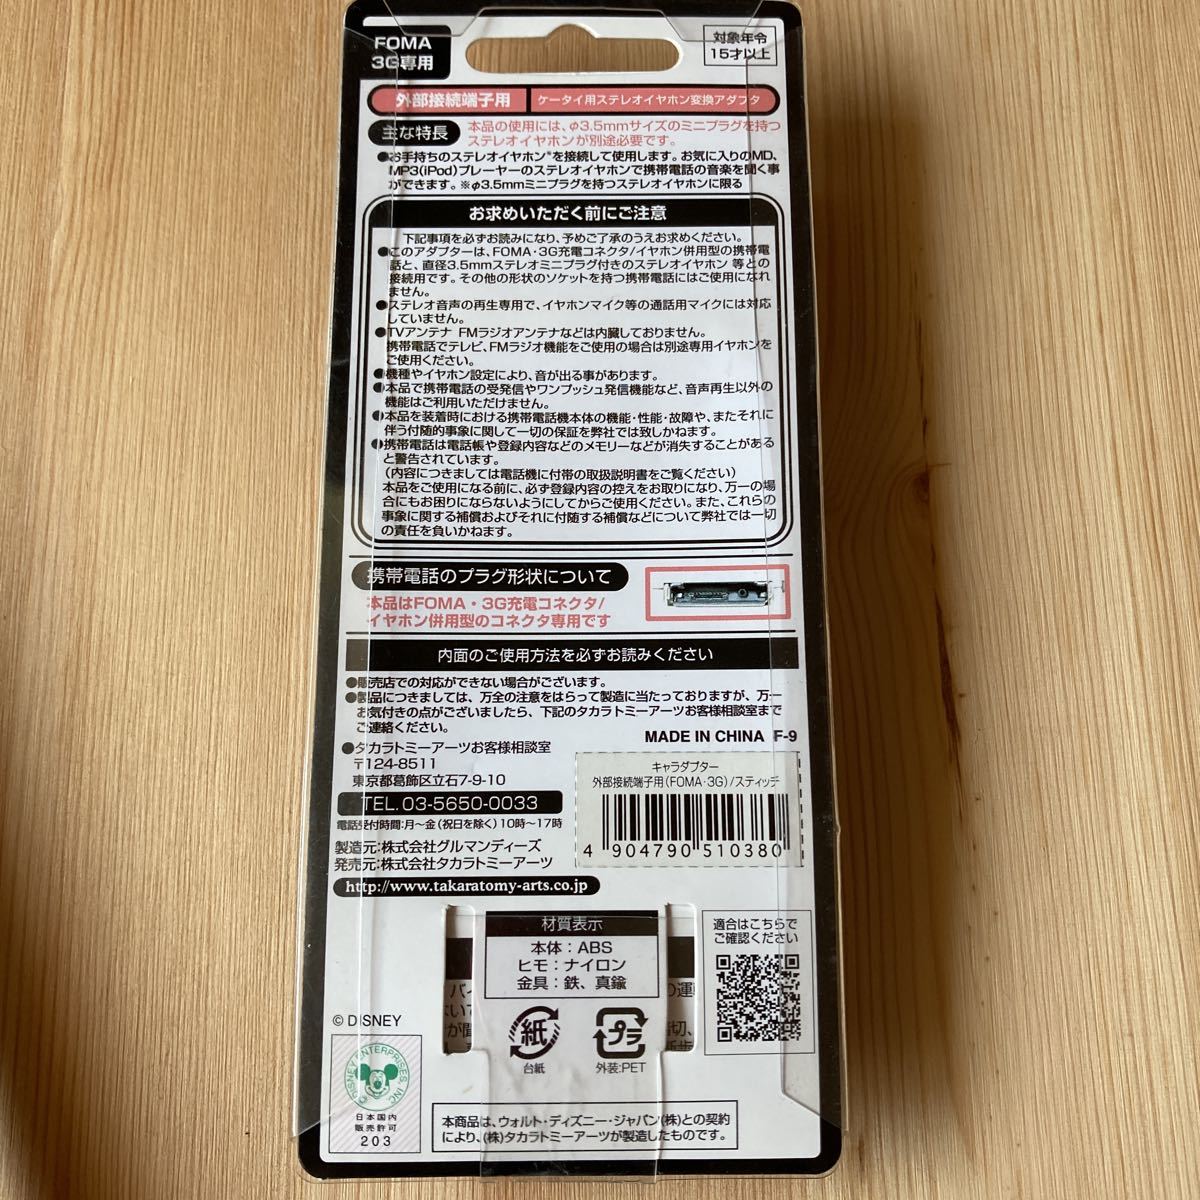 FOMA
3G専用
対象年令
15才以上
外部接続端子用 ケータイ用ステレオイヤホン変換アダプタ
主な特長 本品の使用には、φ3.5mmサイズのミニプラグを持つ
ステレオイヤホンが別途必要です。
●お手持ちのステレオイヤホン※を接続して使用します。お気に入りのMD、
MP3(iPod)プレーヤーのステレオイヤホンで携帯電話の音楽を聞く事
ができます。※φ3.5mmミニプラグを持つステレオイヤホンに限る
お求めいただく前にご注意
下記事項を必ずお読みになり、予めご了承のうえお求めください。
●このアダプターは、FOMA・3G充電コネクタ/イヤホン併用型の携帯電
話と、直径3.5mmステレオミニプラグ付きのステレオイヤホン 等との
接続用です。その他の形状のソケットを持つ携帯電話にはご使用になれ
ません。
●ステレオ音声の再生専用で、イヤホンマイク等の通話用マイクには対応
していません。
●TVアンテナ FMラジオアンテナなどは内臓しておりません。
携帯電話でテレビ、FMラジオ機能をご使用の場合は別途専用イヤホンを
ご使用ください。
●機種やイヤホン設定により、音が出る事があります。
●本品で携帯電話の受発信やワンプッシュ発信機能など、音声再生以外の
機能はご利用いただけません。
●本品を装着時における携帯電話機本体の機能・性能・故障や、またそれに
伴う付随的事象に関して一切の保証を弊社では致しかねます。
●携帯電話は電話帳や登録内容などのメモリーなどが消失することがある
と警告されています。
(内容につきましては電話機に付帯の取扱説明書をご覧ください)
本品をご使用になる前に、必ず登録内容の控えをお取りになり、万一の場
合にもお困りにならないようにしてからご使用ください。また、これらの
事象に関する補償およびそれに付随する補償などについて弊社では一切
の責任を負いかねます。
携帯電話のプラグ形状について
本品はFOMA・3G充電コネクタ/
イヤホン併用型のコネクタ専用です
内面のご使用方法を必ずお読みください
●販売店での対応ができない場合がございます。
●製品につきましては、万全の注意をはらって製造に当たっておりますが、万一
お気付きの点がございましたら、下記のタカラトミーアーツお客様相談室まで
ご連絡ください。
MADE IN CHINA F-9
●タカラトミーアーツお客様相談室
〒124-8511
東京都葛飾区立石7-9-10
TEL. 03-5650-0033
電話受付時間:月〜金(祝日を除く)10時〜17時
製造元:株式会社グルマンディーズ
発売元:株式会社タカラトミーアーツ
http://www.takaratomy-arts.co.jp
キャラダプター
外部接続端子用(FOMA・3G)/スティッチ
4 904790 510380
材質表示
本体：ABS
ヒモ：ナイロン
金具：鉄、真鍮
紙
台紙
プラ
外装:PET
適合はこちらで
ご確認ください
© DISNEY
© DISNEY ENTERPRISES, INC.
日本国内
販売許可
203
本商品は、ウォルト・ディズニー・ジャパン(株)との契約
により、(株)タカラトミーアーツが製造したものです。